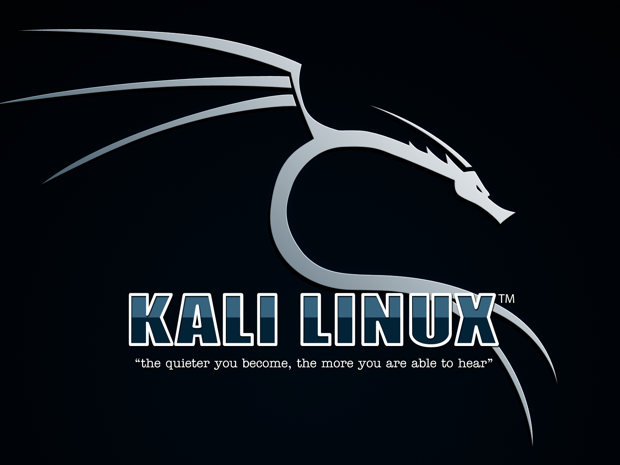 KALI LINUX™
“the quieter you become, the more you are able to hear”